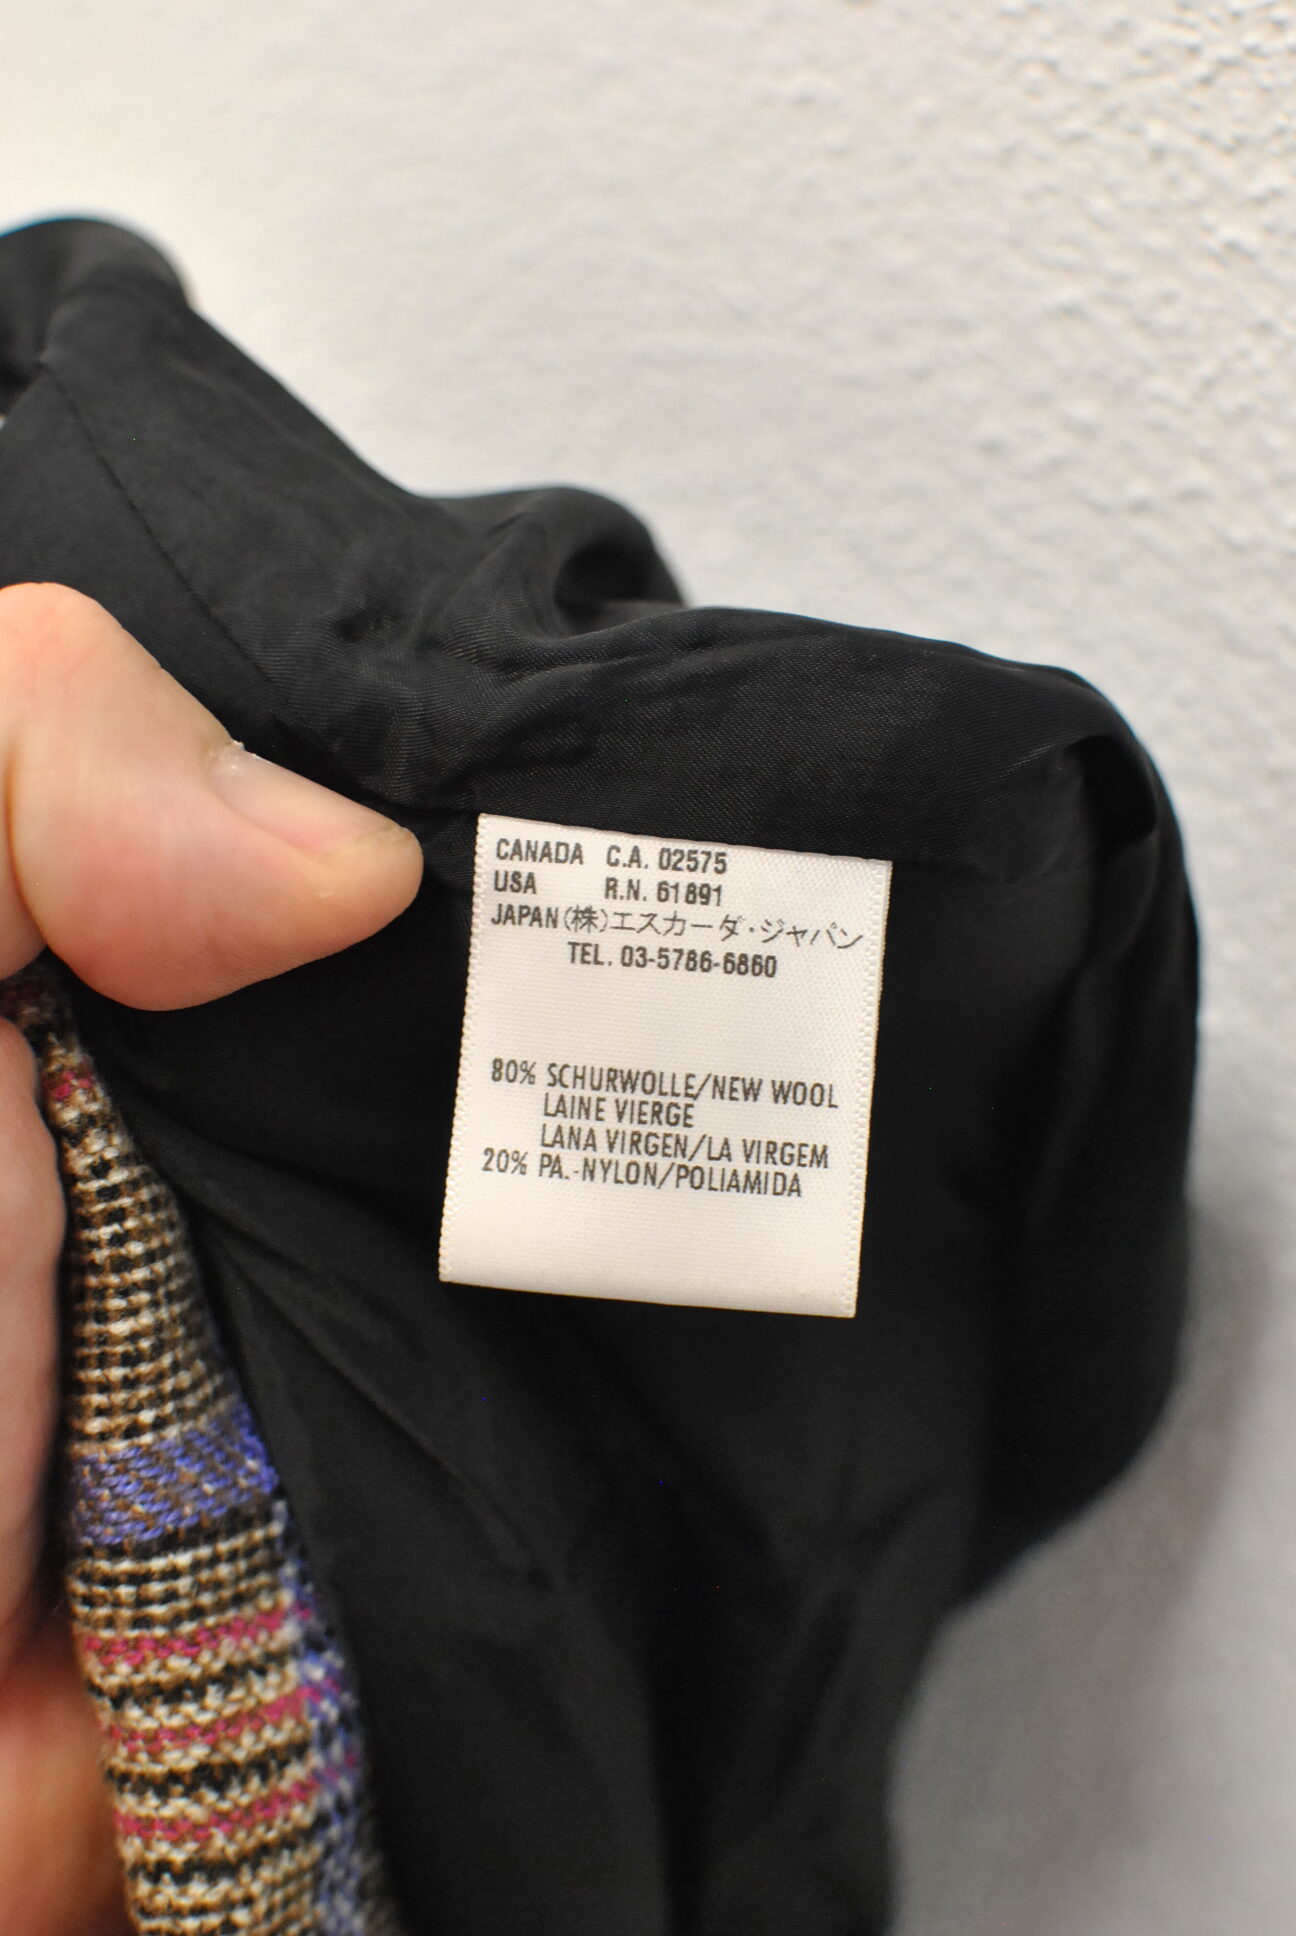 CANADA C.A. 02575
USA R.N. 61891
JAPAN (株)エスカーダ・ジャパン
TEL. 03-5786-6860
80% SCHURWOLLE/NEW WOOL
LAINE VIERGE
LANA VIRGEN/LA VIRGEM
20% PA.-NYLON/POLIAMIDA